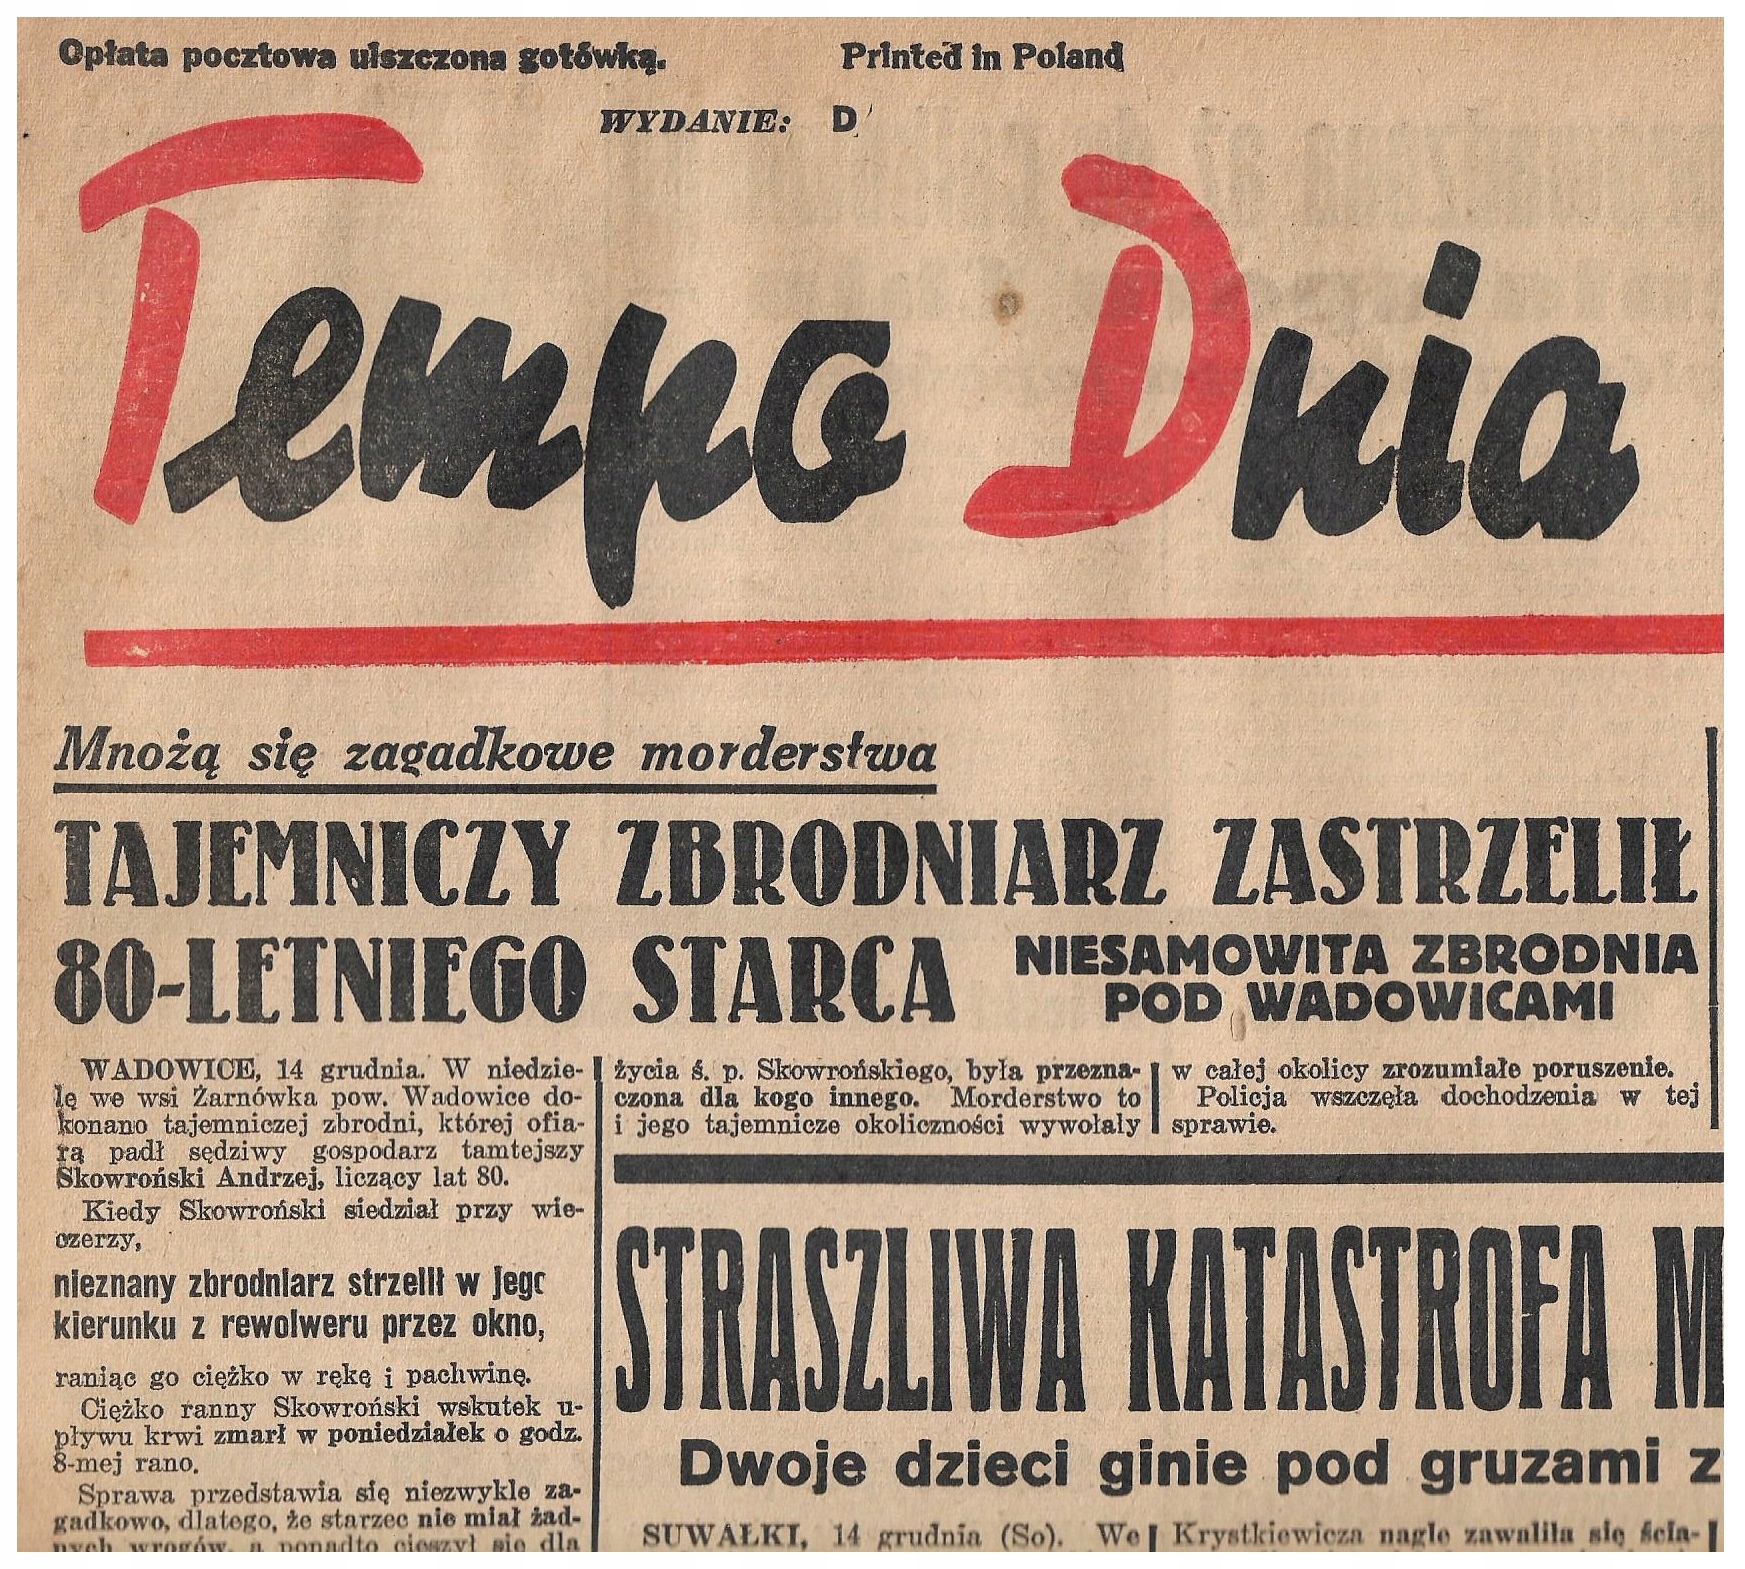 Opłata pocztowa uiszczona gotówką.
Printed in Poland
WYDANIE: D
Tempo Dnia
Mnożą się zagadkowe morderstwa
TAJEMNICZY ZBRODNIARZ ZASTRZELIŁ
80-LETNIEGO STARCA
NIESAMOWITA ZBRODNIA
POD WADOWICAMI
WADOWICE, 14 grudnia. W niedzie-
lę we wsi Żarnówka pow. Wadowice do-
konano tajemniczej zbrodni, której ofia-
rą padł sędziwy gospodarz tamtejszy
Skowroński Andrzej, liczący lat 80.
Kiedy Skowroński siedział przy wie-
czerzy,
nieznany zbrodniarz strzelił w jego
kierunku z rewolweru przez okno,
raniąc go ciężko w rękę i pachwinę.
Ciężko ranny Skowroński wskutek u-
pływu krwi zmarł w poniedziałek o godz.
8-mej rano.
Sprawa przedstawia się niezwykle za-
gadkowo, dlatego, że starzec nie miał żad-
nych wrogów, a ponadto cieszył się dla
życia ś. p. Skowrońskiego, była przezna-
czona dla kogo innego. Morderstwo to
i jego tajemnicze okoliczności wywołały
w całej okolicy zrozumiałe poruszenie.
Policja wszczęła dochodzenia w tej
sprawie.
STRASZLIWA KATASTROFA M
Dwoje dzieci ginie pod gruzami z
SUWAŁKI, 14 grudnia (So). We
Krystkiewicza nagle zawaliła się ścia-